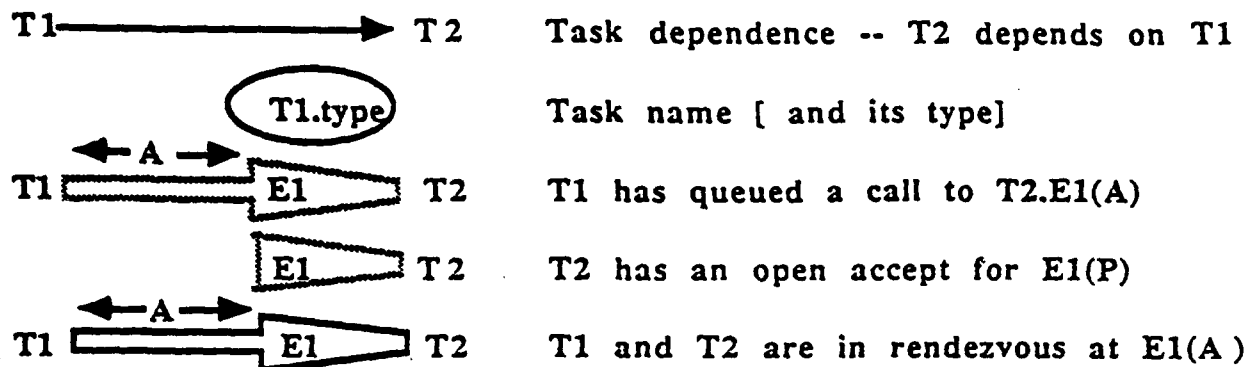 T1 T2 Task dependence -- T2 depends on T1
T1.type Task name [ and its type]
A
T1 E1 T2 T1 has queued a call to T2.E1(A)
E1 T2 T2 has an open accept for E1(P)
A
T1 E1 T2 T1 and T2 are in rendezvous at E1(A )